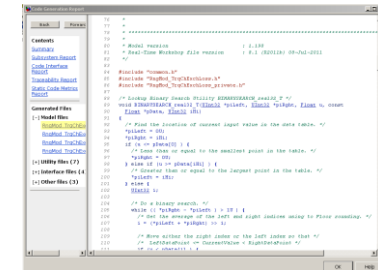 Code Generation Report
Back
Forward
Contents
Summary
Subsystem Report
Code Interface
Report
Traceability Report
Static Code Metrics
Report
Generated Files
[-] Model files
[+] Utility files (7)
[+] Interface files (4
[+] Other files (3)
76 *
77 *
79 * Model version : 1.193
80 * Real-Time Workshop file version : 8.1 (R2011b) 08-Jul-2011
81 */
#include "common.h"
/* Lookup Binary Search Utility BINARYSEARCH_real32_T */
void BINARYSEARCH_real32_T(UInt32 *piLeft, UInt32 *piRght, Float u, const
Float *pData, UInt32 iHi)
{
/* Find the location of current input value in the data table. */
*piLeft = 0U;
*piRght = iHi;
if (u <= pData[0] ) {
/* Less than or equal to the smallest point in the table. */
*piRght = 0U;
} else if (u >= pData[iHi] ) {
/* Greater than or equal to the largest point in the table. */
*piLeft = iHi;
} else {
UInt32 i;
/* Do a binary search. */
while (( *piRght - *piLeft ) > 1U ) {
/* Get the average of the left and right indices using to Floor rounding. */
i = (*piLeft + *piRght) >> 1;
/* Move either the right index or the left index so that */
/* LeftDataPoint <= CurrentValue < RightDataPoint */
OK
Help